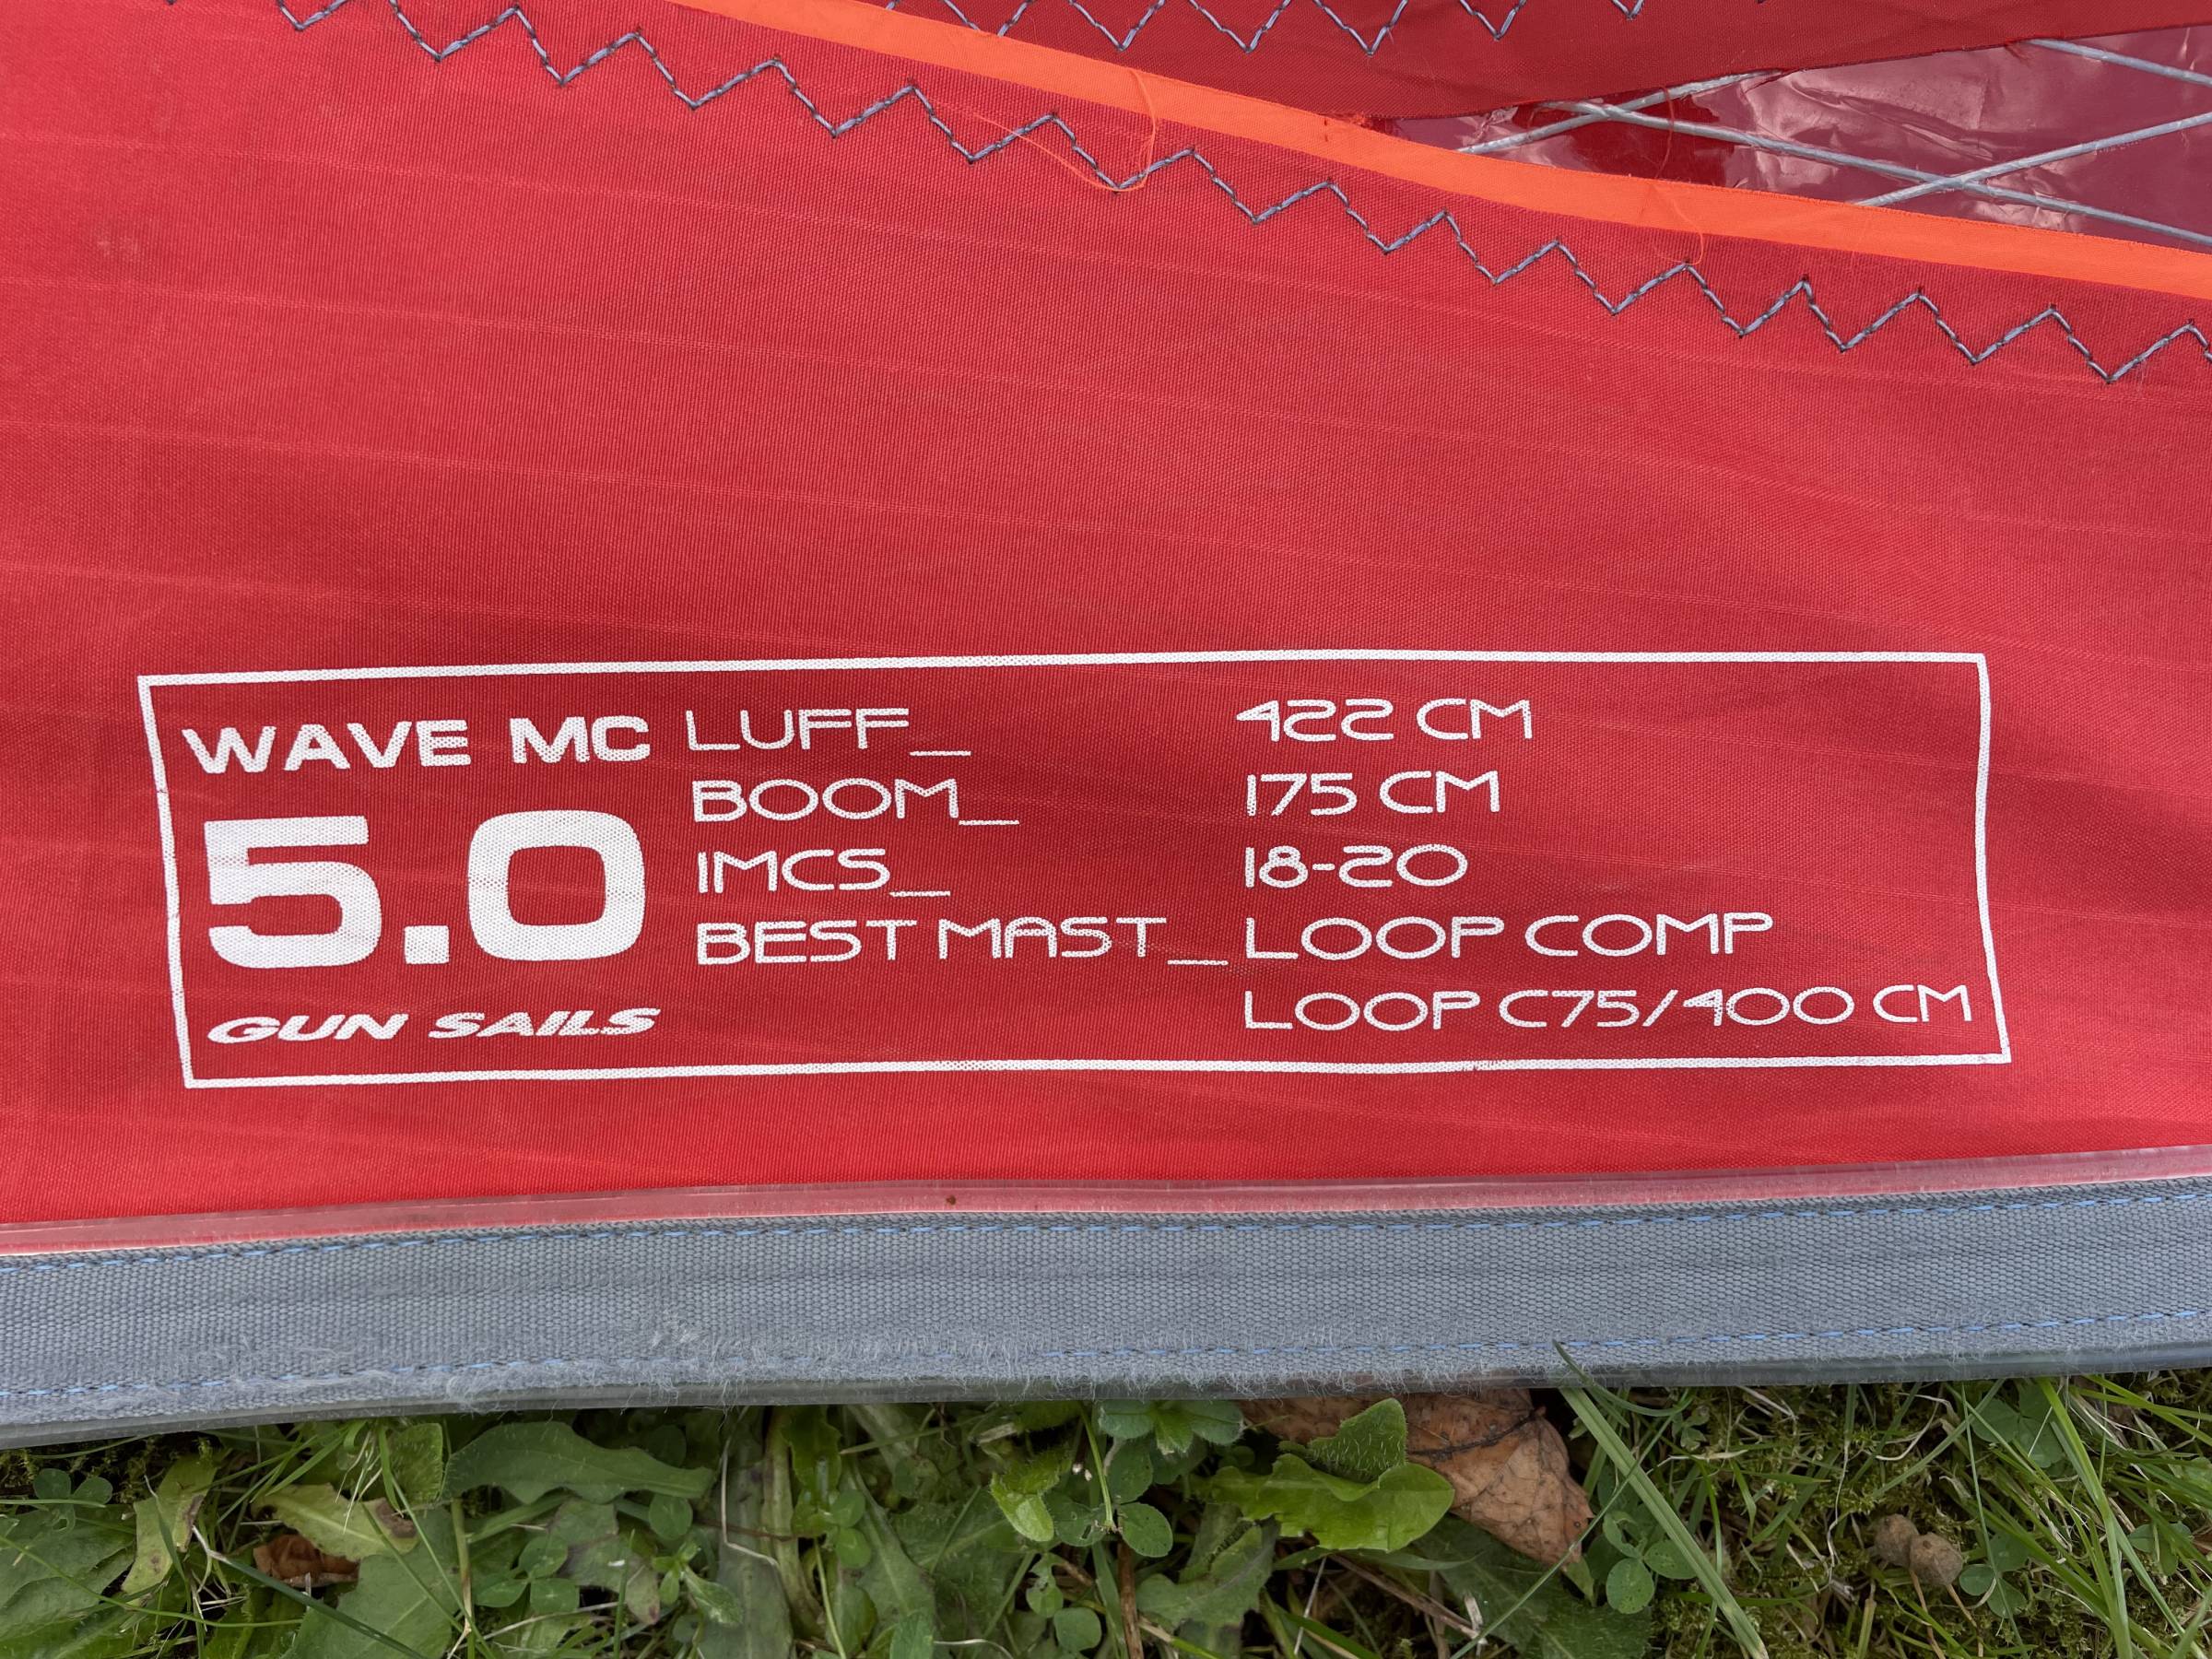 WAVE MC
5.0
GUN SAILS
LUFF_ 422 CM
BOOM_ 175 CM
IMCS_ 18-20
BEST MAST_ LOOP COMP
LOOP C75/400 CM